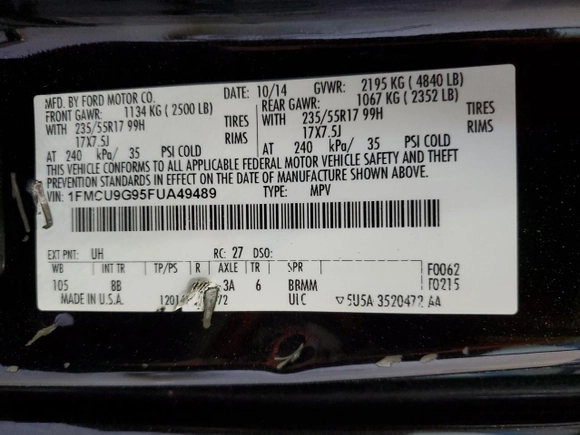 MFD. BY FORD MOTOR CO.
DATE: 10/14 GVWR: 2195 KG ( 4840 LB)
FRONT GAWR: 1134 KG ( 2500 LB) REAR GAWR: 1067 KG ( 2352 LB)
WITH 235/55R17 99H TIRES WITH 235/55R17 99H TIRES
17X7.5J RIMS 17X7.5J RIMS
AT 240 kPa/ 35 PSI COLD AT 240 kPa/ 35 PSI COLD
THIS VEHICLE CONFORMS TO ALL APPLICABLE FEDERAL MOTOR VEHICLE SAFETY AND THEFT
PREVENTION STANDARDS IN EFFECT ON THE DATE OF MANUFACTURE SHOWN ABOVE.
VIN: 1FMCU9G95FUA49489 TYPE: MPV
EXT PNT: UH RC: 27 DSO:
WB INT TR TP/PS R AXLE TR SPR F0062
105 BB 3A 6 BRMM T0215
MADE IN U.S.A. UIC ▽5U5A 3520472 AA